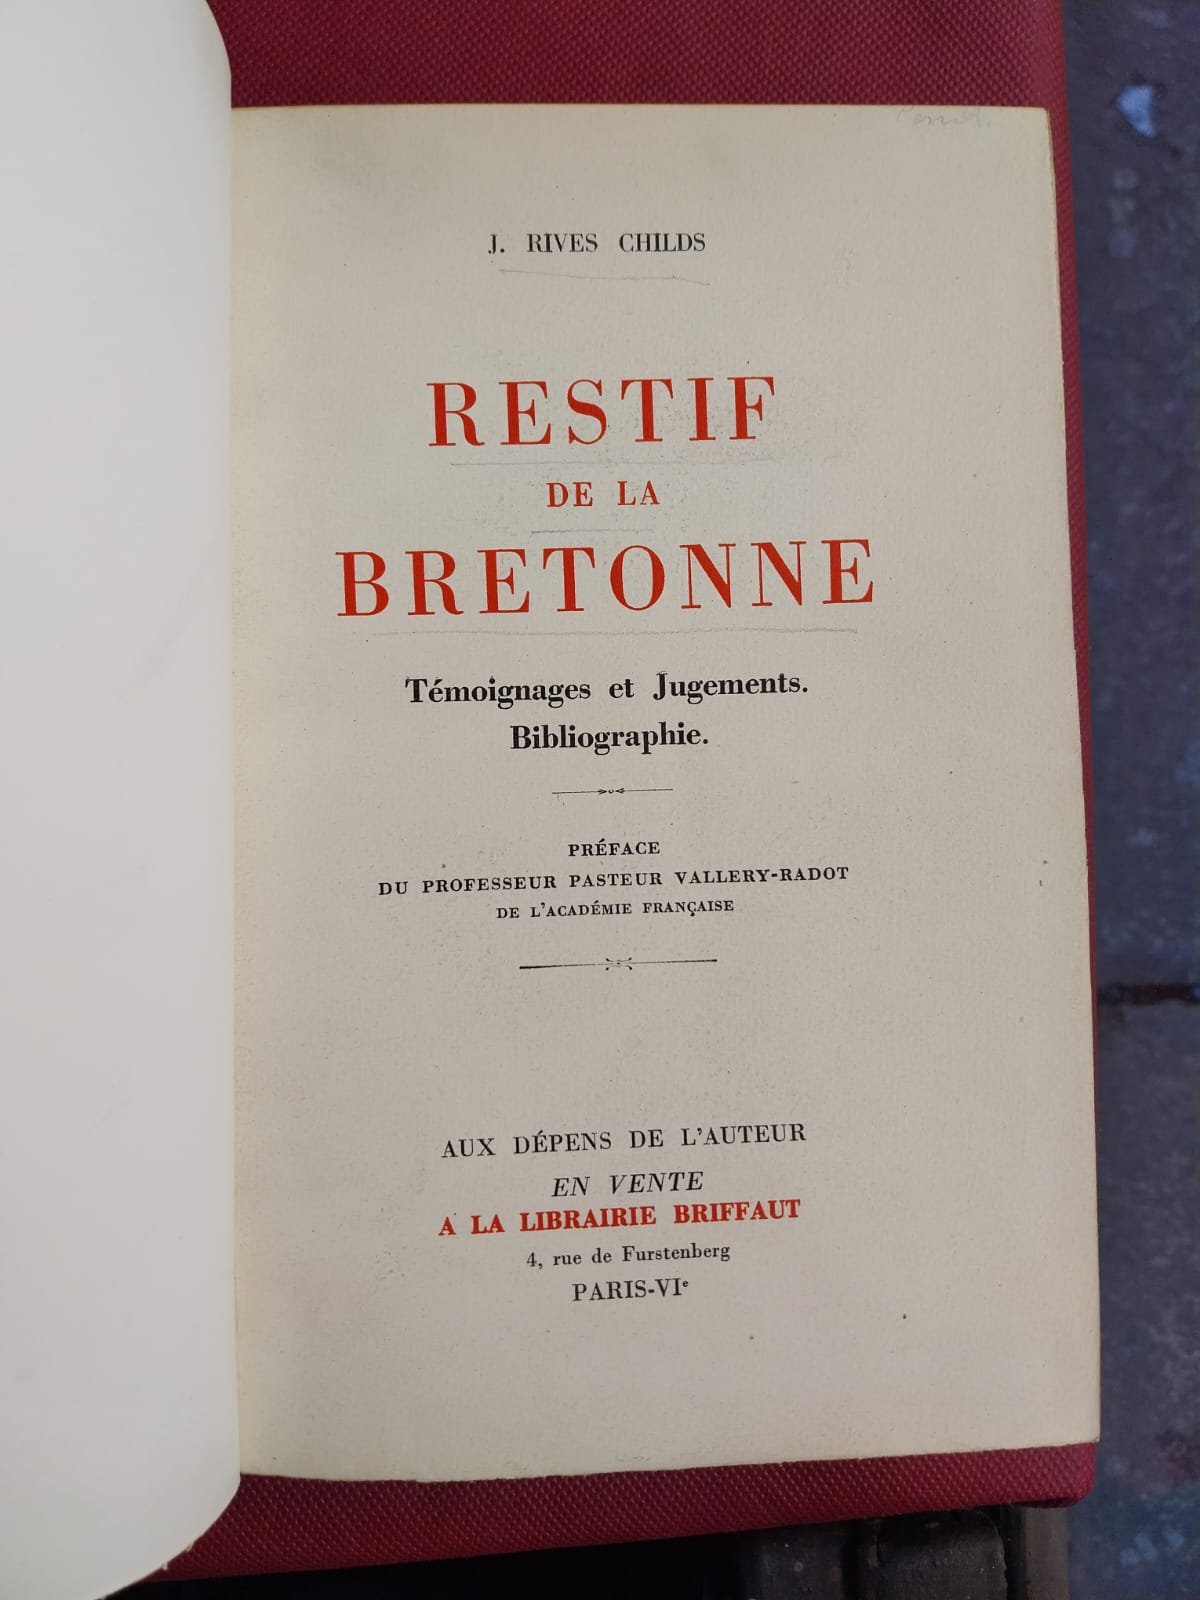 J. RIVES CHILDS
RESTIF
DE LA
BRETONNE
Témoignages et Jugements.
Bibliographie.
PRÉFACE
DU PROFESSEUR PASTEUR VALLERY-RADOT
DE L'ACADÉMIE FRANÇAISE
AUX DÉPENS DE L'AUTEUR
EN VENTE
A LA LIBRAIRIE BRIFFAUT
4, rue de Furstenberg
PARIS-VIe